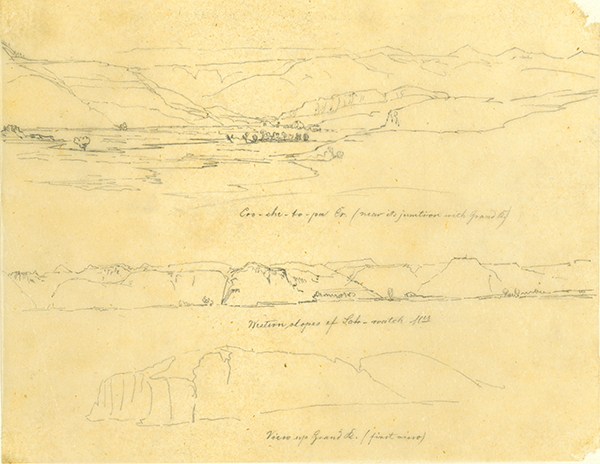 Coo-che-to-pa Cr. (near its junction with Grand R.)
Western slopes of Sah-watch Mts
View up Grand R. (first view)